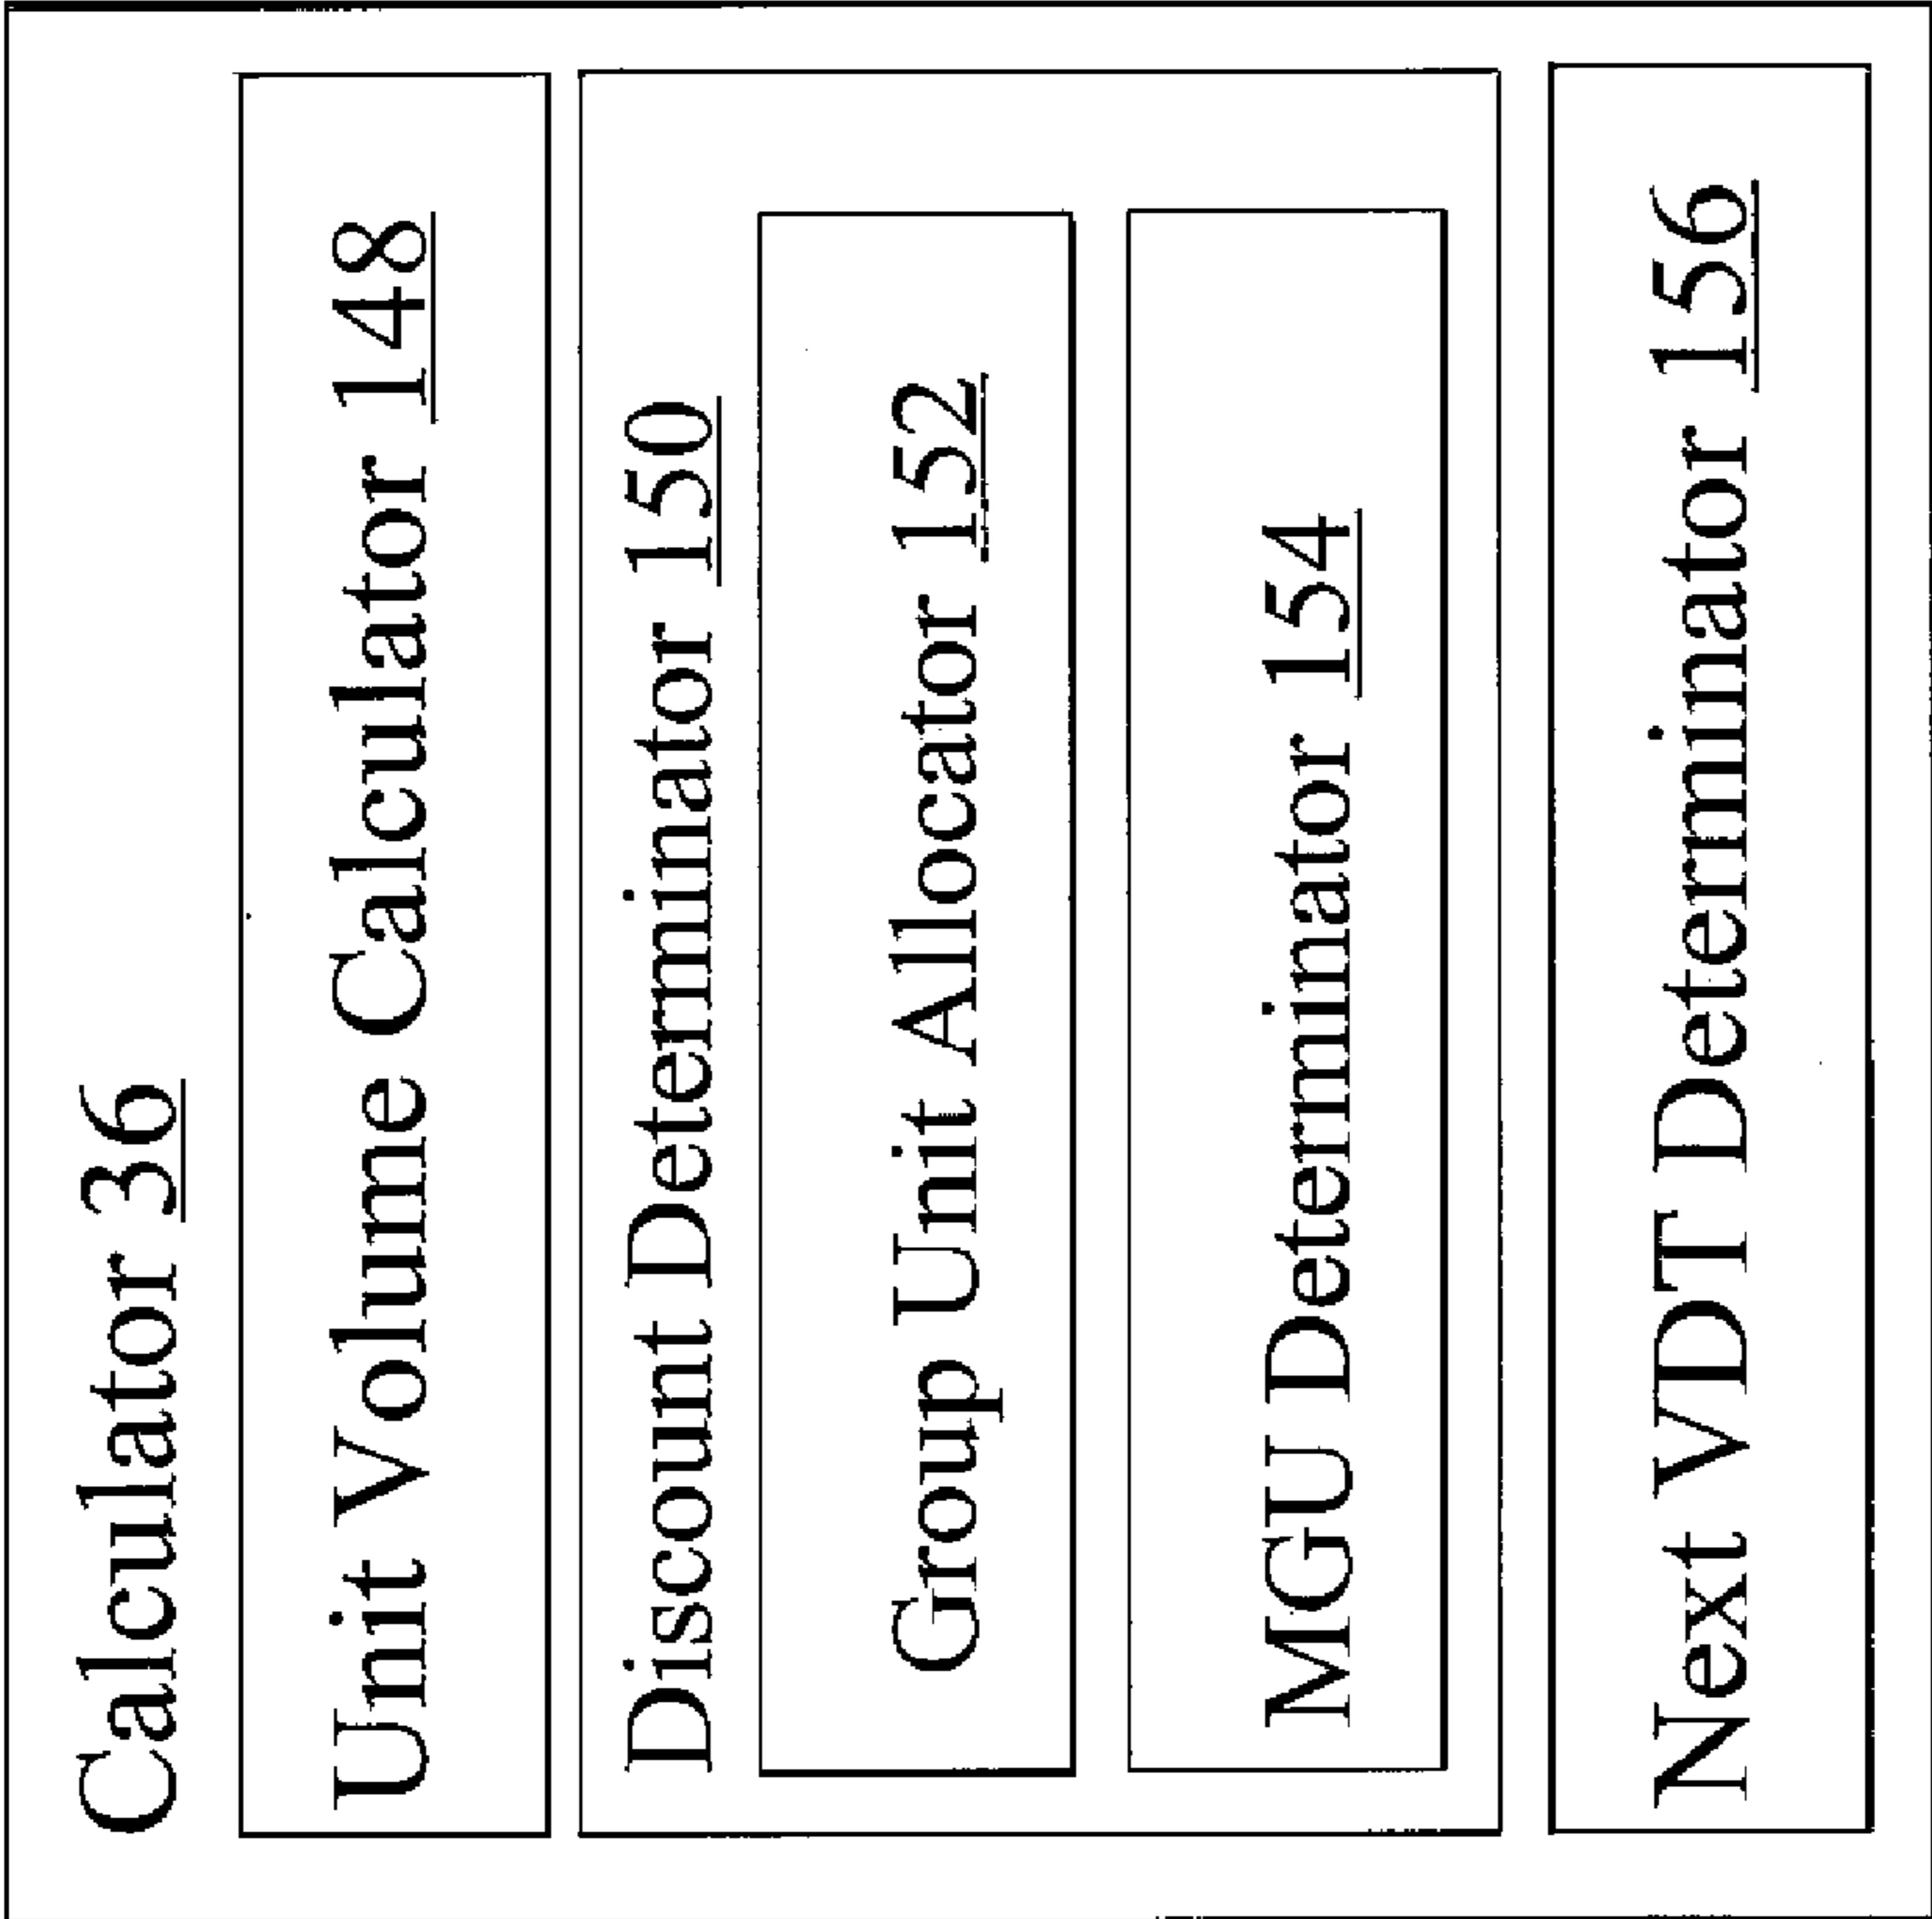 Calculator 36
Unit Volume Calculator 148
Discount Determinator 150
Group Unit Allocator 152
MGU Determinator 154
Next VDT Determinator 156